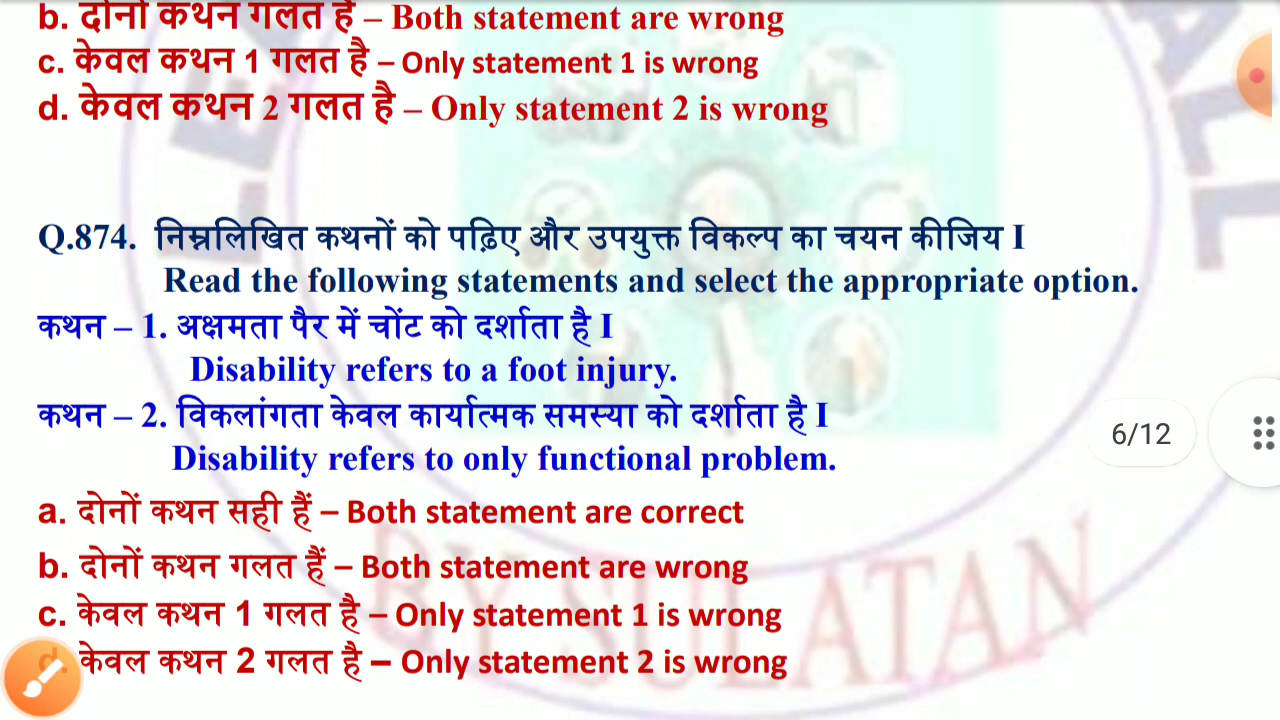 b. दोनों कथन गलत हैं – Both statement are wrong
c. केवल कथन 1 गलत है – Only statement 1 is wrong
d. केवल कथन 2 गलत है – Only statement 2 is wrong
Q.874. निम्नलिखित कथनों को पढ़िए और उपयुक्त विकल्प का चयन कीजिय I
Read the following statements and select the appropriate option.
कथन – 1. अक्षमता पैर में चोंट को दर्शाता है I
Disability refers to a foot injury.
कथन – 2. विकलांगता केवल कार्यात्मक समस्या को दर्शाता है I
Disability refers to only functional problem.
6/12
a. दोनों कथन सही हैं – Both statement are correct
b. दोनों कथन गलत हैं – Both statement are wrong
c. केवल कथन 1 गलत है – Only statement 1 is wrong
d. केवल कथन 2 गलत है – Only statement 2 is wrong
BY SULATAN